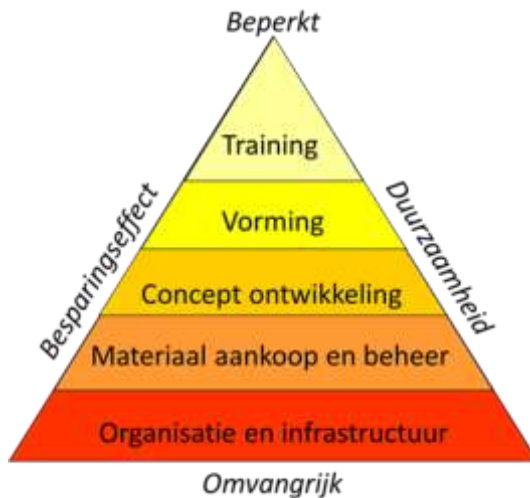 Beperkt
Training
Vorming
Besparingseffect
Duurzaamheid
Concept ontwikkeling
Materiaal aankoop en beheer
Organisatie en infrastructuur
Omvangrijk